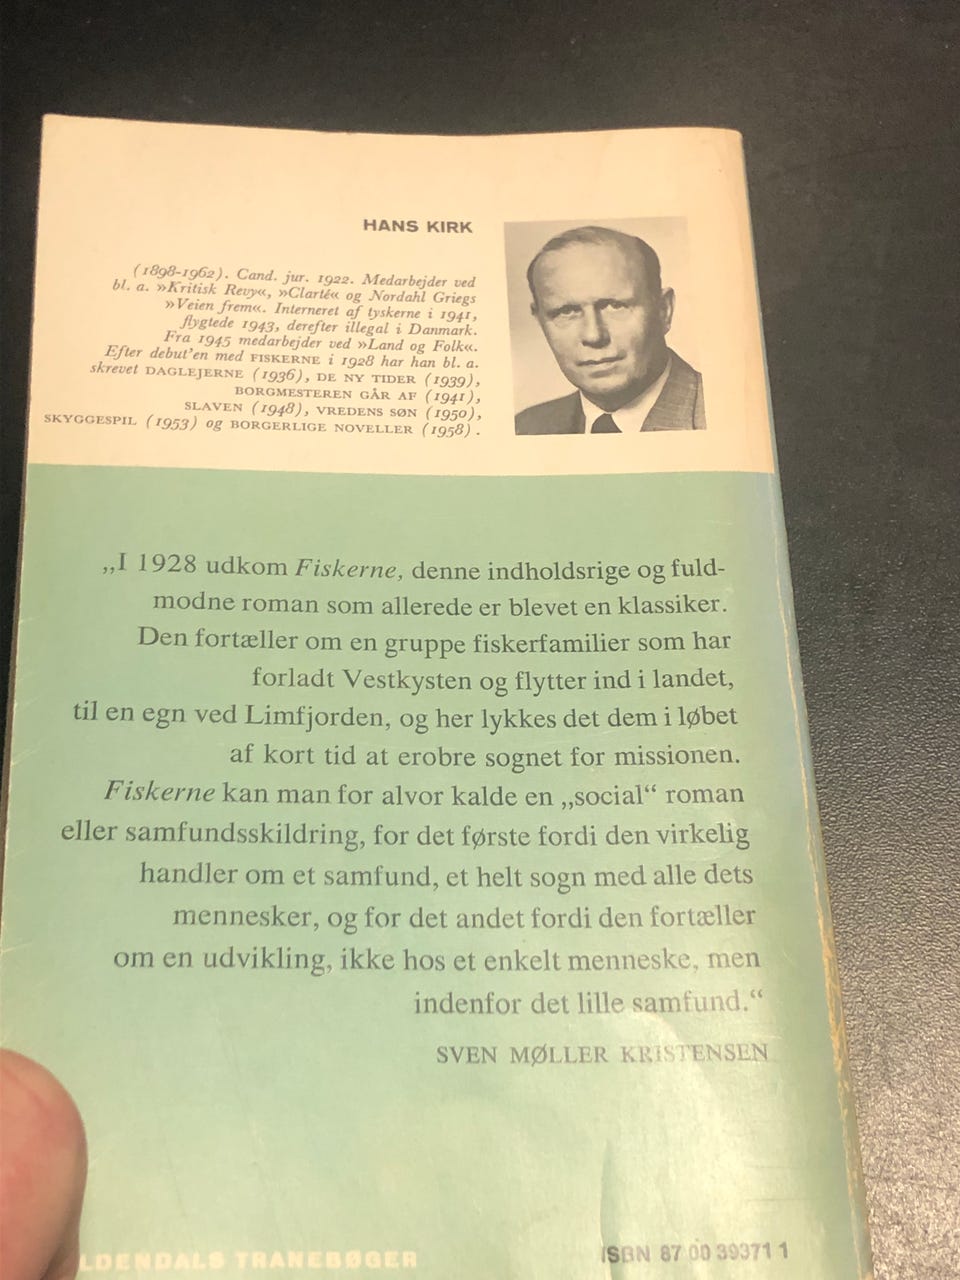 HANS KIRK
(1898-1962). Cand. jur. 1922. Medarbejder ved
bl. a. »Kritisk Revy«, »Clarté« og Nordahl Griegs
»Veien frem«. Interneret af tyskerne i 1941,
flygtede 1943, derefter illegal i Danmark.
Fra 1945 medarbejder ved »Land og Folk«.
Efter debut'en med FISKERNE i 1928 har han bl. a.
skrevet DAGLEJERNE (1936), DE NY TIDER (1939),
BORGMESTEREN GÅR AF (1941),
SLAVEN (1948), VREDENS SØN (1950),
SKYGGESPIL (1953) og BORGERLIGE NOVELLER (1958).
„I 1928 udkom Fiskerne, denne indholdsrige og fuld-
modne roman som allerede er blevet en klassiker.
Den fortæller om en gruppe fiskerfamilier som har
forladt Vestkysten og flytter ind i landet,
til en egn ved Limfjorden, og her lykkes det dem i løbet
af kort tid at erobre sognet for missionen.
Fiskerne kan man for alvor kalde en „social“ roman
eller samfundsskildring, for det første fordi den virkelig
handler om et samfund, et helt sogn med alle dets
mennesker, og for det andet fordi den fortæller
om en udvikling, ikke hos et enkelt menneske, men
indenfor det lille samfund.“
SVEN MØLLER KRISTENSEN
LDENDALS TRANEBØGER
ISBN 87 00 39371 1